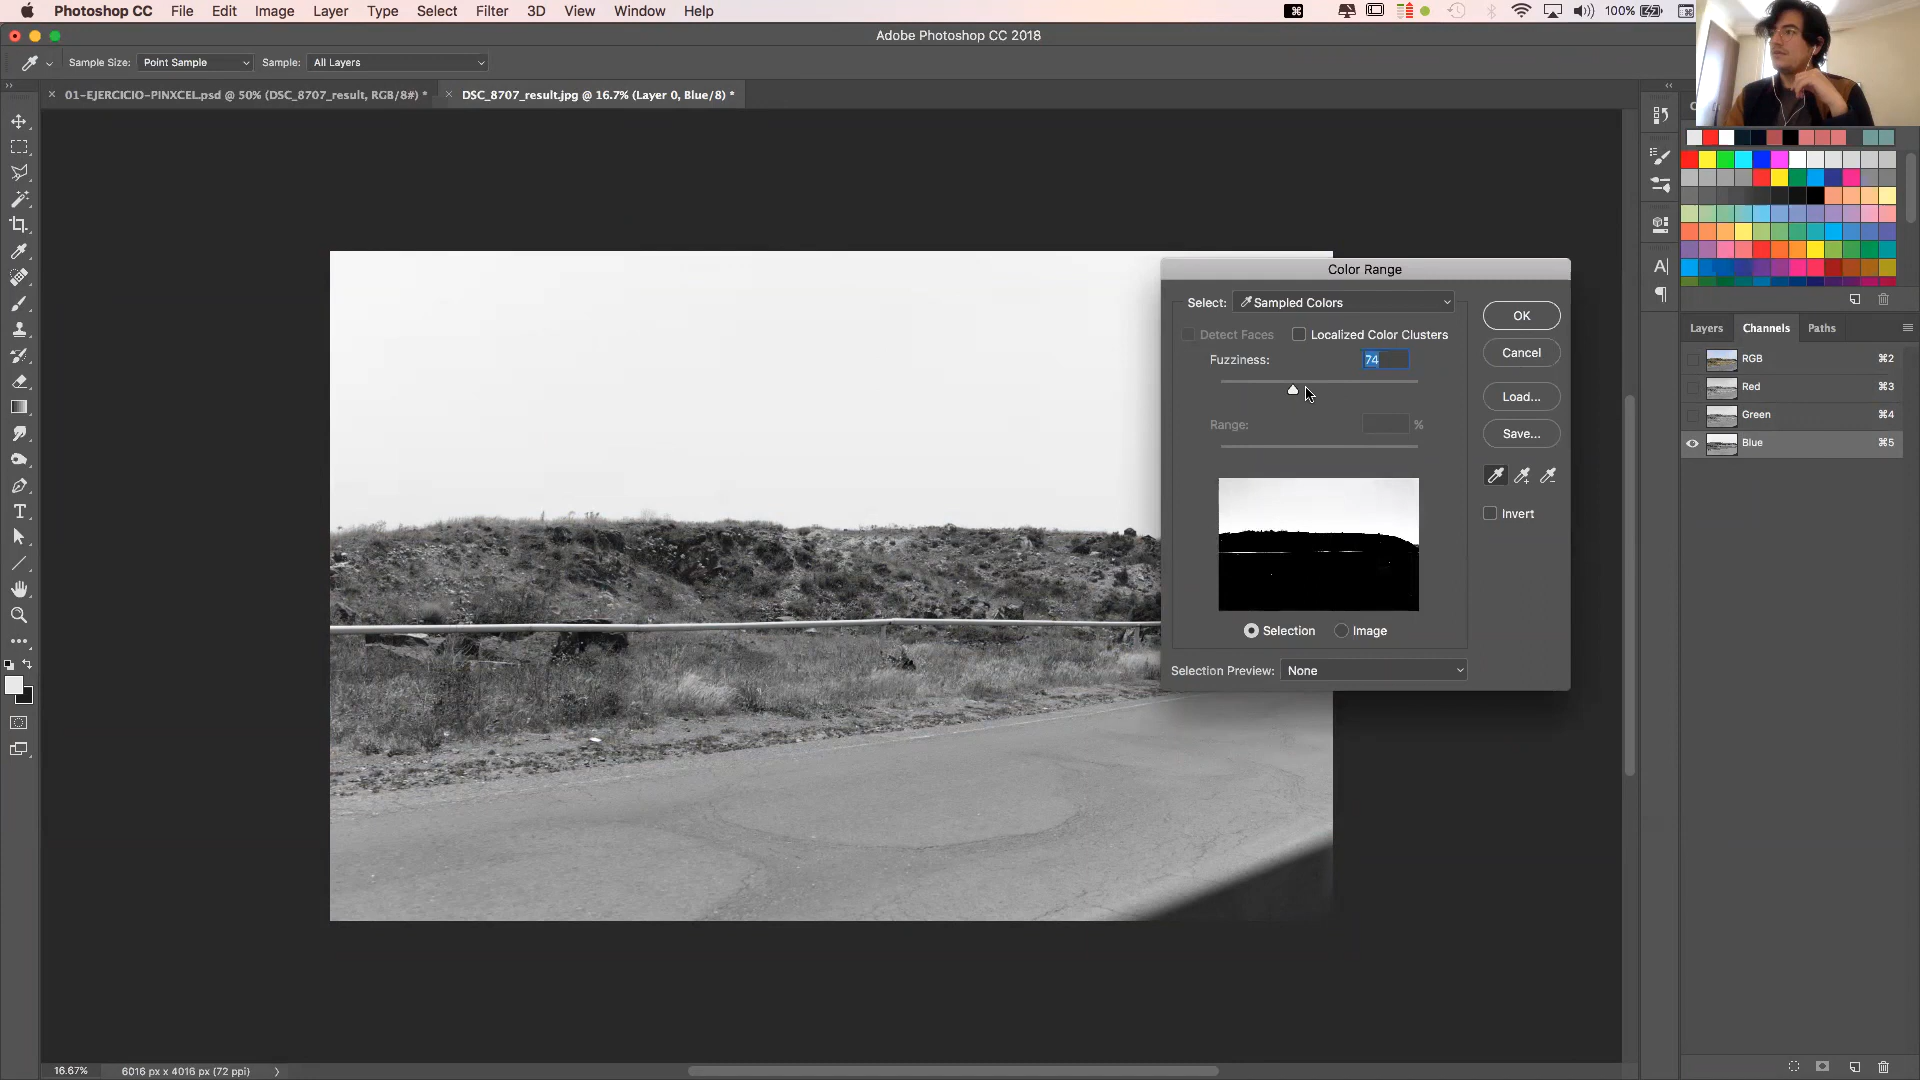 Photoshop CC File Edit Image Layer Type Select Filter 3D View Window Help 100%
Adobe Photoshop CC 2018
Sample Size: Point Sample Sample: All Layers
× 01-EJERCICIO-PINXCEL.psd @ 50% (DSC_8707_result, RGB/8#) * × DSC_8707_result.jpg @ 16.7% (Layer 0, Blue/8) *
Color Range
Select: Sampled Colors
OK
Detect Faces Localized Color Clusters
Fuzziness: 74
Cancel
Load...
Range: %
Save...
Invert
Selection Image
Selection Preview: None
Layers Channels Paths
RGB ⌘2
Red ⌘3
Green ⌘4
Blue ⌘5
16.67% 6016 px x 4016 px (72 ppi)